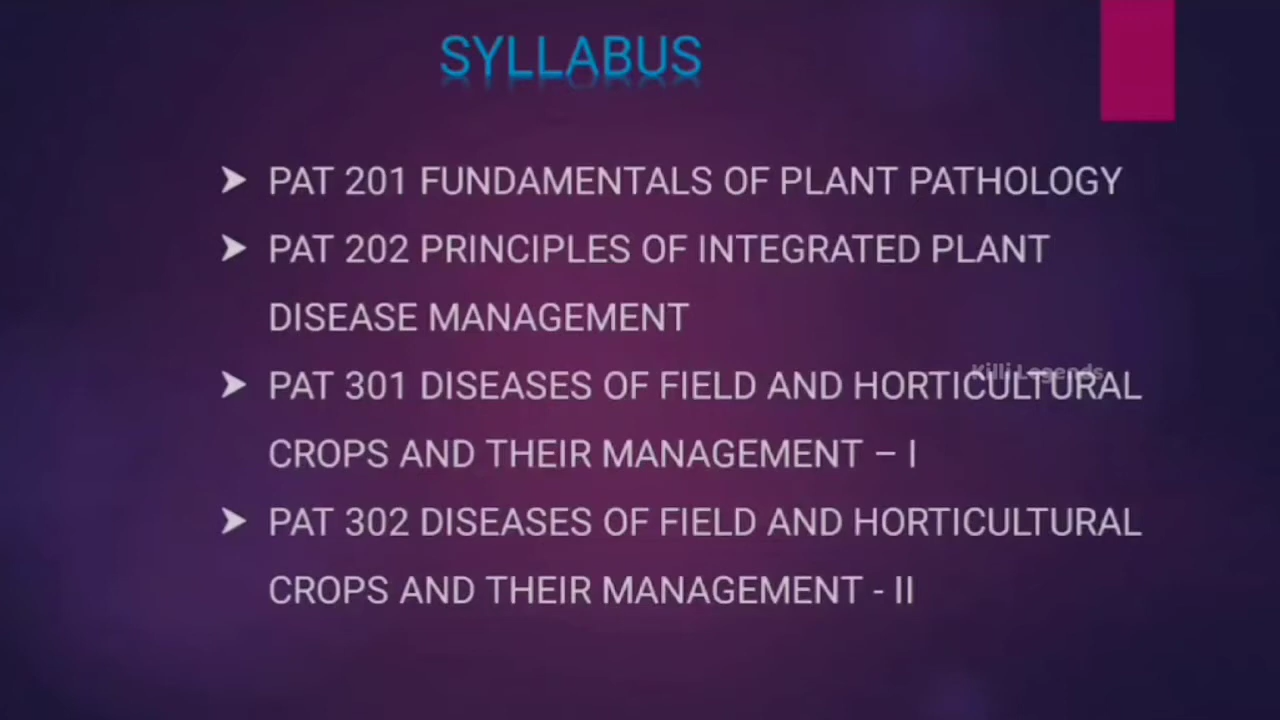 SYLLABUS
PAT 201 FUNDAMENTALS OF PLANT PATHOLOGY
PAT 202 PRINCIPLES OF INTEGRATED PLANT
DISEASE MANAGEMENT
Killi Legends
PAT 301 DISEASES OF FIELD AND HORTICULTURAL
CROPS AND THEIR MANAGEMENT – I
PAT 302 DISEASES OF FIELD AND HORTICULTURAL
CROPS AND THEIR MANAGEMENT - II